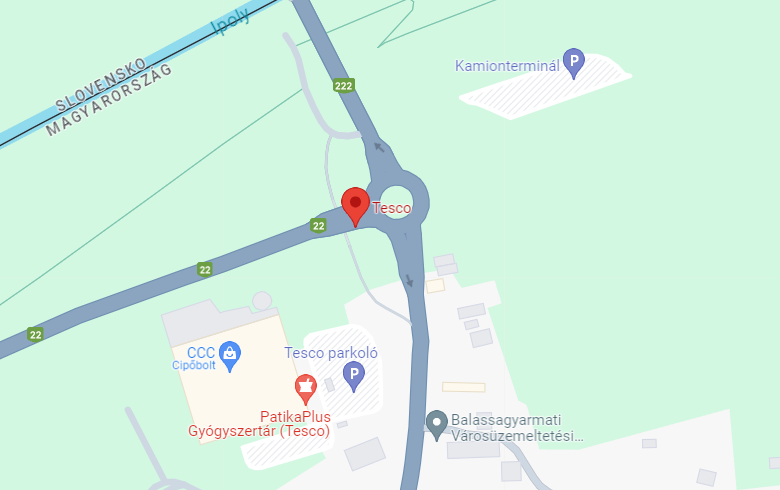 Ipoly
SLOVENSKO
MAGYARORSZÁG
Kamionterminál
P
222
Tesco
22
22
22
CCC
Cipőbolt
Tesco parkoló
P
PatikaPlus
Gyógyszertár (Tesco)
Balassagyarmati
Városüzemeltetési...